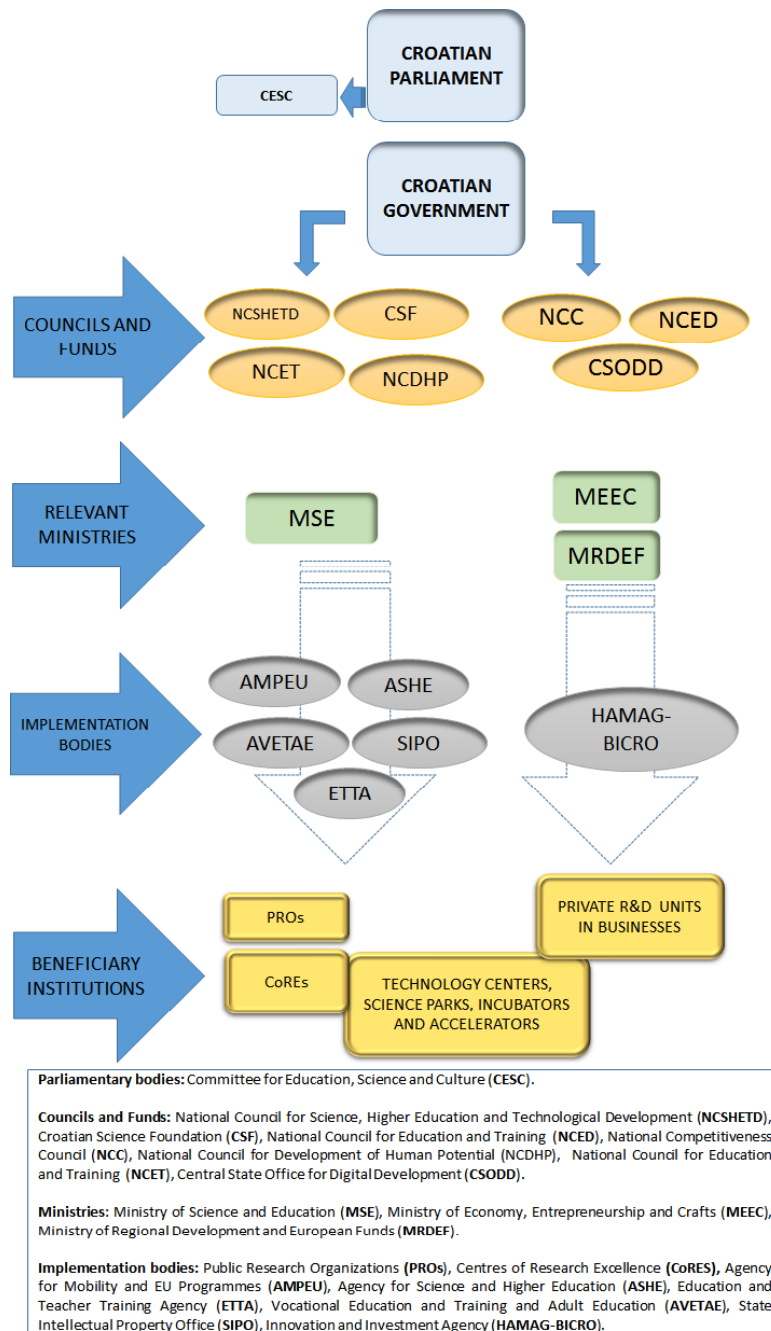 CROATIAN
PARLIAMENT
CESC
CROATIAN
GOVERNMENT
COUNCILS AND
FUNDS
NCSHETD
CSF
NCC
NCED
NCET
NCDHP
CSODD
RELEVANT
MINISTRIES
MSE
MEEC
MRDEF
IMPLEMENTATION
BODIES
AMPEU
ASHE
HAMAG-
BICRO
AVETAE
SIPO
ETTA
BENEFICIARY
INSTITUTIONS
PROs
PRIVATE R&D UNITS
IN BUSINESSES
CoREs
TECHNOLOGY CENTERS,
SCIENCE PARKS, INCUBATORS
AND ACCELERATORS
Parliamentary bodies: Committee for Education, Science and Culture (CESC).
Councils and Funds: National Council for Science, Higher Education and Technological Development (NCSHETD),
Croatian Science Foundation (CSF), National Council for Education and Training (NCED), National Competitiveness
Council (NCC), National Council for Development of Human Potential (NCDHP), National Council for Education
and Training (NCET), Central State Office for Digital Development (CSODD).
Ministries: Ministry of Science and Education (MSE), Ministry of Economy, Entrepreneurship and Crafts (MEEC),
Ministry of Regional Development and European Funds (MRDEF).
Implementation bodies: Public Research Organizations (PROs), Centres of Research Excellence (CoRES), Agency
for Mobility and EU Programmes (AMPEU), Agency for Science and Higher Education (ASHE), Education and
Teacher Training Agency (ETTA), Vocational Education and Training and Adult Education (AVETAE), State
Intellectual Property Office (SIPO), Innovation and Investment Agency (HAMAG-BICRO).